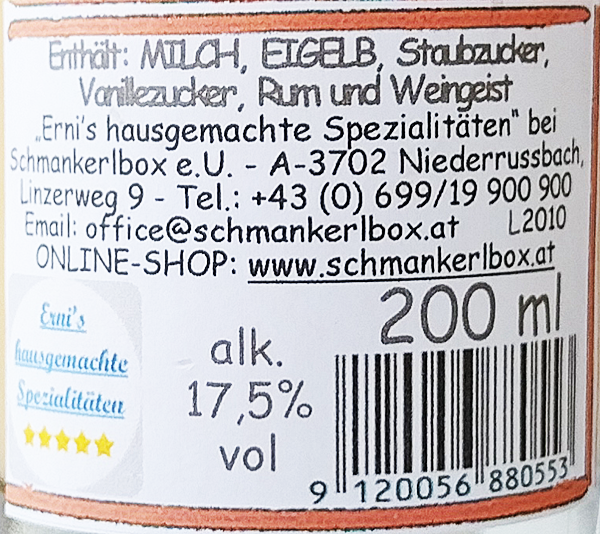 Enthält: MILCH, EIGELB, Staubzucker,
Vanillezucker, Rum und Weingeist
„Erni's hausgemachte Spezialitäten" bei
Schmankerlbox e.U. - A-3702 Niederrussbach,
Linzerweg 9 - Tel.: +43 (0) 699/19 900 900
Email: office@schmankerlbox.at L2010
ONLINE-SHOP: www.schmankerlbox.at
200 ml
Erni's
hausgemachte
Spezialitäten
alk.
17,5%
vol
9 120056 880553